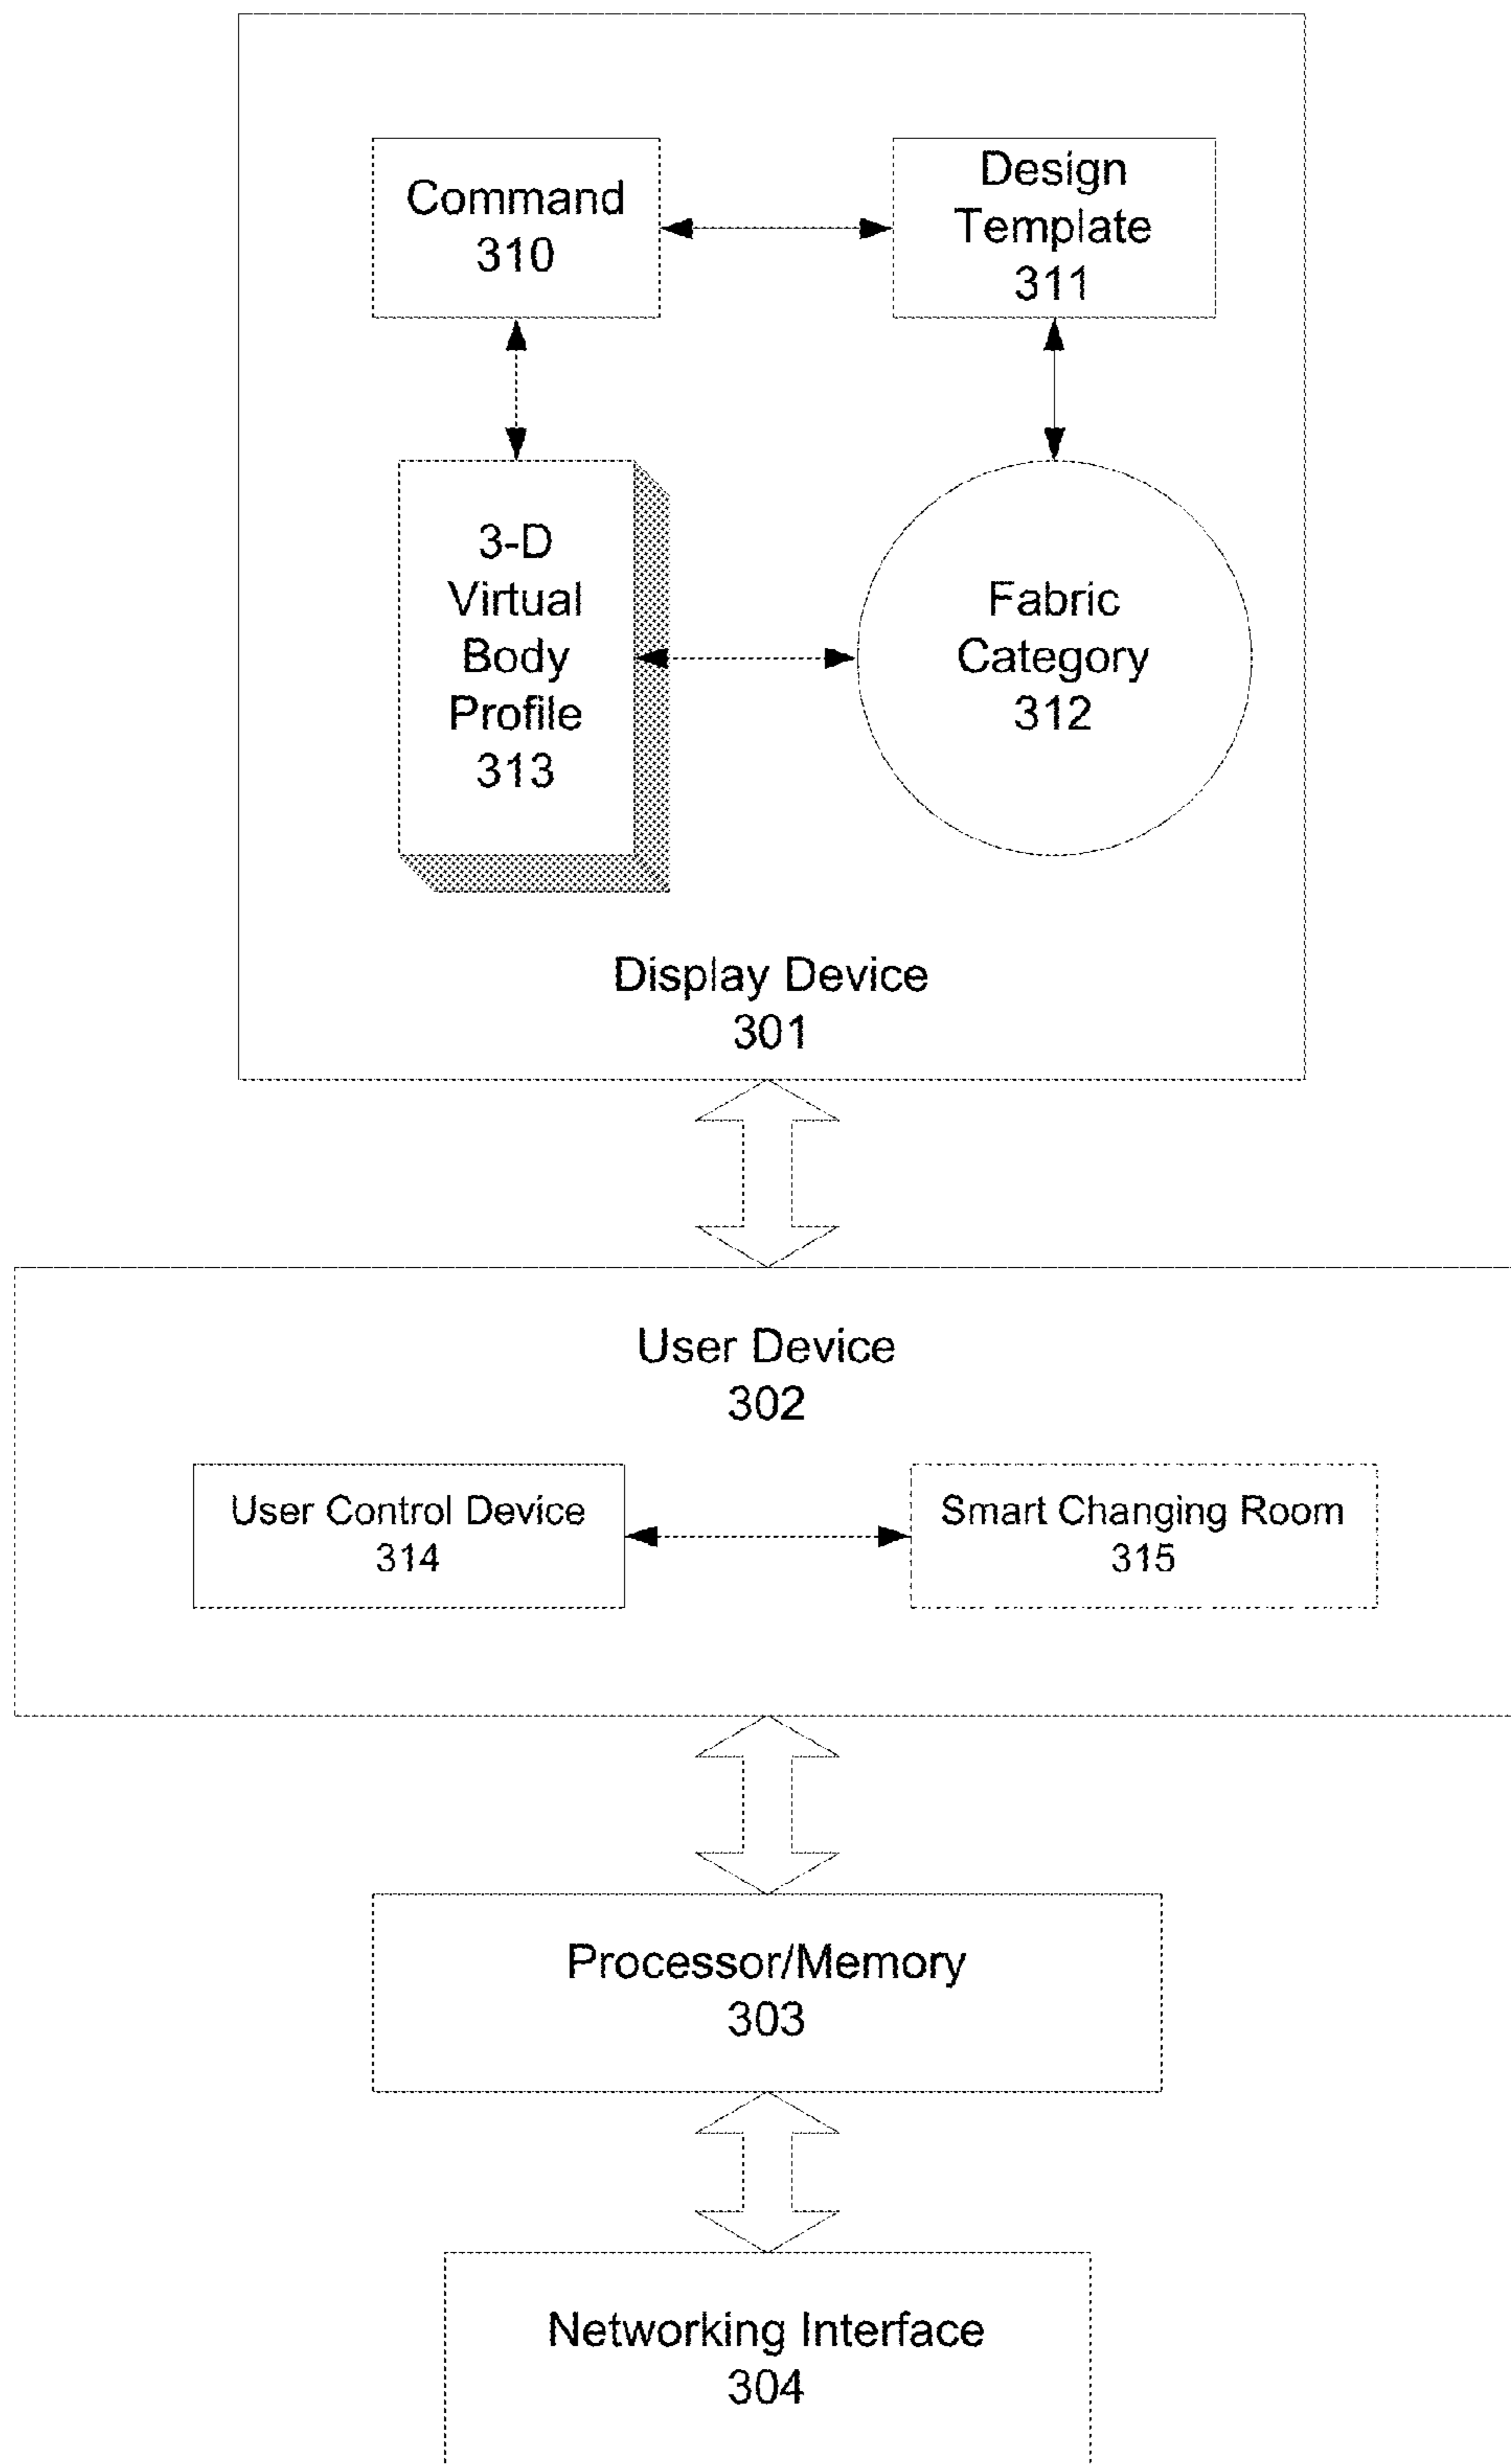 Command
310
Design
Template
311
3-D
Virtual
Body
Profile
313
Fabric
Category
312
Display Device
301
User Device
302
User Control Device
314
Smart Changing Room
315
Processor/Memory
303
Networking Interface
304